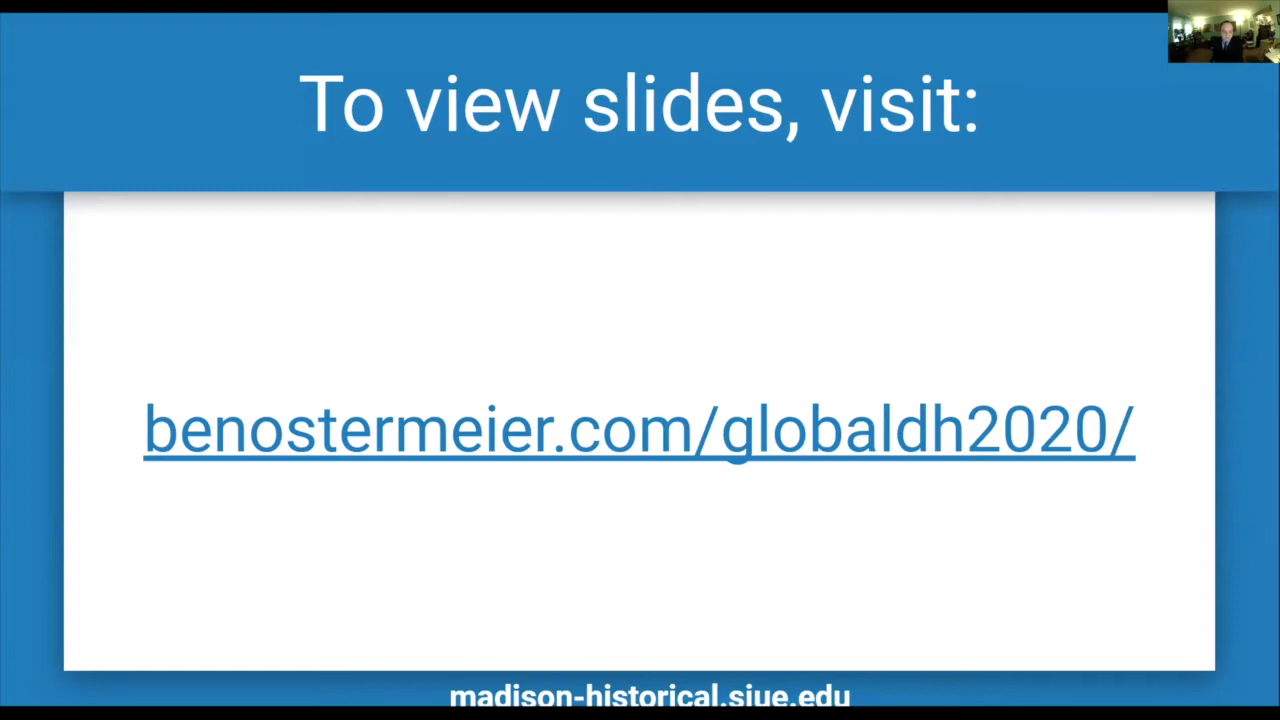 To view slides, visit:
benostermeier.com/globaldh2020/
madison-historical.siue.edu